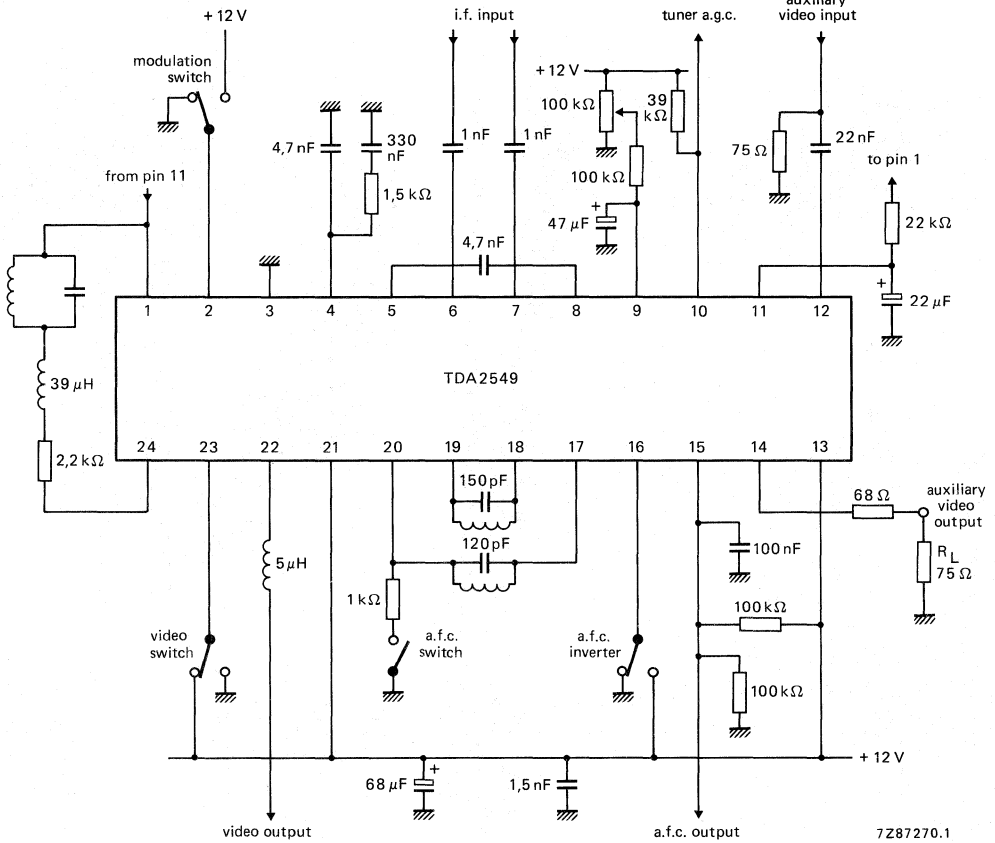 + 12 V
i.f. input
tuner a.g.c.
auxiliary
video input
modulation
switch
+ 12 V
100 kΩ
39
kΩ
4,7 nF
330
nF
1 nF
1 nF
75 Ω
22 nF
to pin 1
from pin 11
1,5 kΩ
100 kΩ
+
47 μF
22 kΩ
4,7 nF
+
22 μF
1 2 3 4 5 6 7 8 9 10 11 12
39 μH
TDA2549
2,2 kΩ
24 23 22 21 20 19 18 17 16 15 14 13
150 pF
68 Ω
auxiliary
video
output
120 pF
100 nF
5 μH
RL
75 Ω
1 kΩ
100 kΩ
video
switch
a.f.c.
switch
a.f.c.
inverter
100 kΩ
+ 12 V
68 μF
+
1,5 nF
video output
a.f.c. output
7Z87270.1